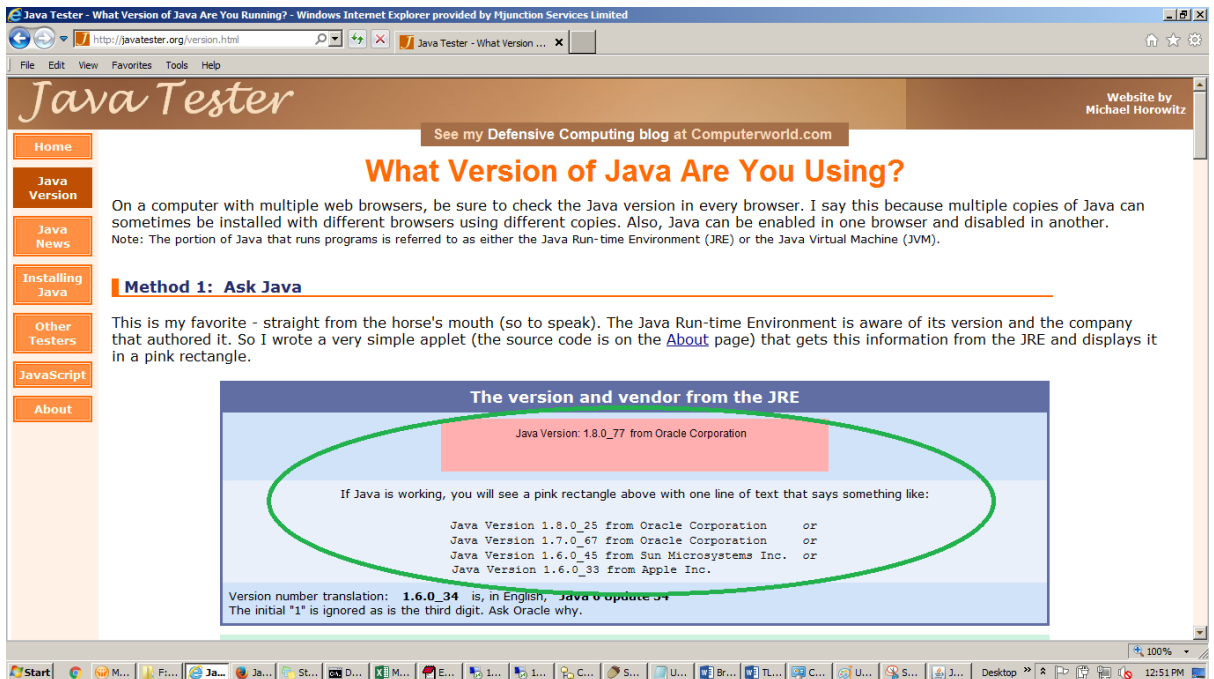 Java Tester - What Version of Java Are You Running? - Windows Internet Explorer provided by Mjunction Services Limited
http://javatester.org/version.html
Java Tester - What Version ...
File Edit View Favorites Tools Help
Java Tester
Website by
Michael Horowitz
See my Defensive Computing blog at Computerworld.com
Home
Java
Version
Java
News
Installing
Java
Other
Testers
JavaScript
About
What Version of Java Are You Using?
On a computer with multiple web browsers, be sure to check the Java version in every browser. I say this because multiple copies of Java can
sometimes be installed with different browsers using different copies. Also, Java can be enabled in one browser and disabled in another.
Note: The portion of Java that runs programs is referred to as either the Java Run-time Environment (JRE) or the Java Virtual Machine (JVM).
Method 1: Ask Java
This is my favorite - straight from the horse's mouth (so to speak). The Java Run-time Environment is aware of its version and the company
that authored it. So I wrote a very simple applet (the source code is on the About page) that gets this information from the JRE and displays it
in a pink rectangle.
The version and vendor from the JRE
Java Version: 1.8.0_77 from Oracle Corporation
If Java is working, you will see a pink rectangle above with one line of text that says something like:
Java Version 1.8.0_25 from Oracle Corporation or
Java Version 1.7.0_67 from Oracle Corporation or
Java Version 1.6.0_45 from Sun Microsystems Inc. or
Java Version 1.6.0_33 from Apple Inc.
Version number translation: 1.6.0_34 is, in English, Java 6 Update 34
The initial "1" is ignored as is the third digit. Ask Oracle why.
100%
Start M... F:... Ja... Ja... St... D... M... E... 1... 1... C... S... U... Br... TL... C... U... S... J... Desktop 12:51 PM